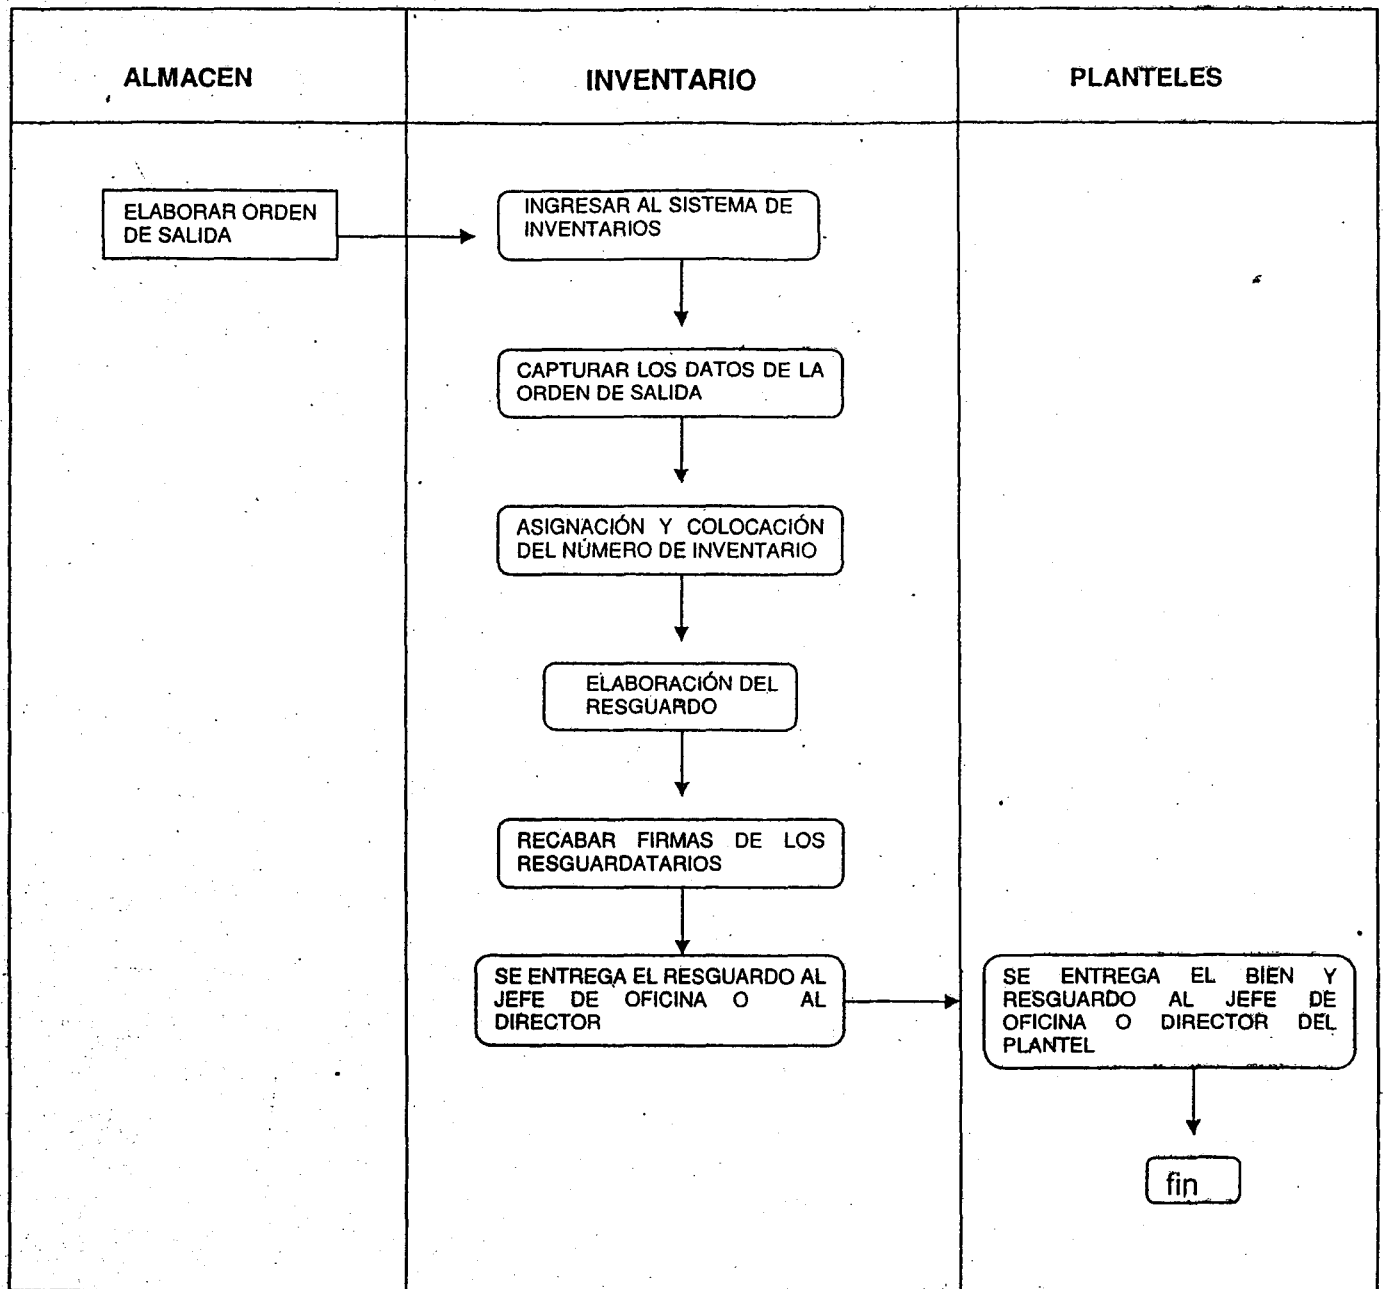 ALMACEN
INVENTARIO
PLANTELES
ELABORAR ORDEN
DE SALIDA
INGRESAR AL SISTEMA DE
INVENTARIOS
CAPTURAR LOS DATOS DE LA
ORDEN DE SALIDA
ASIGNACIÓN Y COLOCACIÓN
DEL NÚMERO DE INVENTARIO
ELABORACIÓN DEL
RESGUARDO
RECABAR FIRMAS DE LOS
RESGUARDATARIOS
SE ENTREGA EL RESGUARDO AL
JEFE DE OFICINA O AL
DIRECTOR
SE ENTREGA EL BIEN Y
RESGUARDO AL JEFE DE
OFICINA O DIRECTOR DEL
PLANTEL
fin